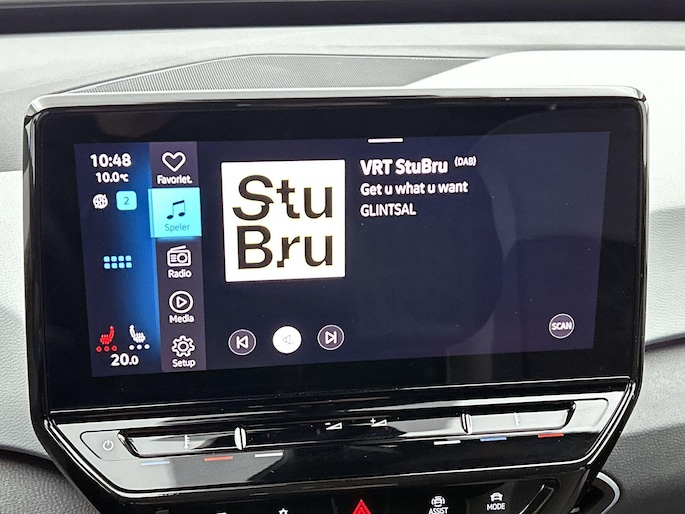 10:48
10.0°C
2
Favoriet.
Speler
Radio
Media
Setup
20.0
Stu
Bru
VRT StuBru (DAB)
Get u what u want
GLINTSAL
SCAN
ASSIST
MODE